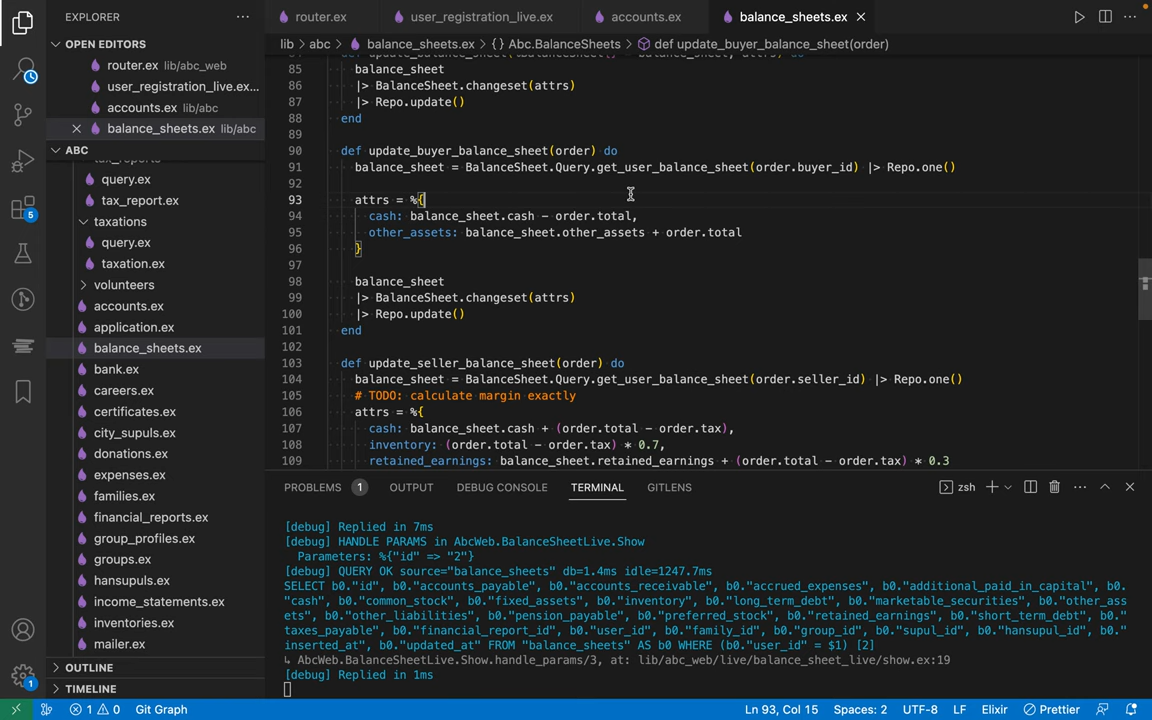 EXPLORER
router.ex
user_registration_live.ex
accounts.ex
balance_sheets.ex
lib > abc > balance_sheets.ex > {} Abc.BalanceSheets > def update_buyer_balance_sheet(order)
OPEN EDITORS
router.ex lib/abc_web
user_registration_live.ex...
accounts.ex lib/abc
balance_sheets.ex lib/abc
ABC
tax_reports
query.ex
tax_report.ex
taxations
query.ex
taxation.ex
volunteers
accounts.ex
application.ex
balance_sheets.ex
bank.ex
careers.ex
certificates.ex
city_supuls.ex
donations.ex
expenses.ex
families.ex
financial_reports.ex
group_profiles.ex
groups.ex
hansupuls.ex
income_statements.ex
inventories.ex
mailer.ex
OUTLINE
TIMELINE
85 balance_sheet
86 |> BalanceSheet.changeset(attrs)
87 |> Repo.update()
88 end
89
90 def update_buyer_balance_sheet(order) do
91 balance_sheet = BalanceSheet.Query.get_user_balance_sheet(order.buyer_id) |> Repo.one()
92
93 attrs = %{
94 cash: balance_sheet.cash - order.total,
95 other_assets: balance_sheet.other_assets + order.total
96 }
97
98 balance_sheet
99 |> BalanceSheet.changeset(attrs)
100 |> Repo.update()
101 end
102
103 def update_seller_balance_sheet(order) do
104 balance_sheet = BalanceSheet.Query.get_user_balance_sheet(order.seller_id) |> Repo.one()
105 # TODO: calculate margin exactly
106 attrs = %{
107 cash: balance_sheet.cash + (order.total - order.tax),
108 inventory: (order.total - order.tax) * 0.7,
109 retained_earnings: balance_sheet.retained_earnings + (order.total - order.tax) * 0.3
PROBLEMS 1 OUTPUT DEBUG CONSOLE TERMINAL GITLENS
zsh
[debug] Replied in 7ms
[debug] HANDLE PARAMS in AbcWeb.BalanceSheetLive.Show
Parameters: %{"id" => "2"}
[debug] QUERY OK source="balance_sheets" db=1.4ms idle=1247.7ms
SELECT b0."id", b0."accounts_payable", b0."accounts_receivable", b0."accrued_expenses", b0."additional_paid_in_capital", b0.
"cash", b0."common_stock", b0."fixed_assets", b0."inventory", b0."long_term_debt", b0."marketable_securities", b0."other_ass
ets", b0."other_liabilities", b0."pension_payable", b0."preferred_stock", b0."retained_earnings", b0."short_term_debt", b0."
taxes_payable", b0."financial_report_id", b0."user_id", b0."family_id", b0."group_id", b0."supul_id", b0."hansupul_id", b0."
inserted_at", b0."updated_at" FROM "balance_sheets" AS b0 WHERE (b0."user_id" = $1) [2]
↳ AbcWeb.BalanceSheetLive.Show.handle_params/3, at: lib/abc_web/live/balance_sheet_live/show.ex:19
[debug] Replied in 1ms
5
1
1 0 Git Graph
Ln 93, Col 15 Spaces: 2 UTF-8 LF Elixir Prettier